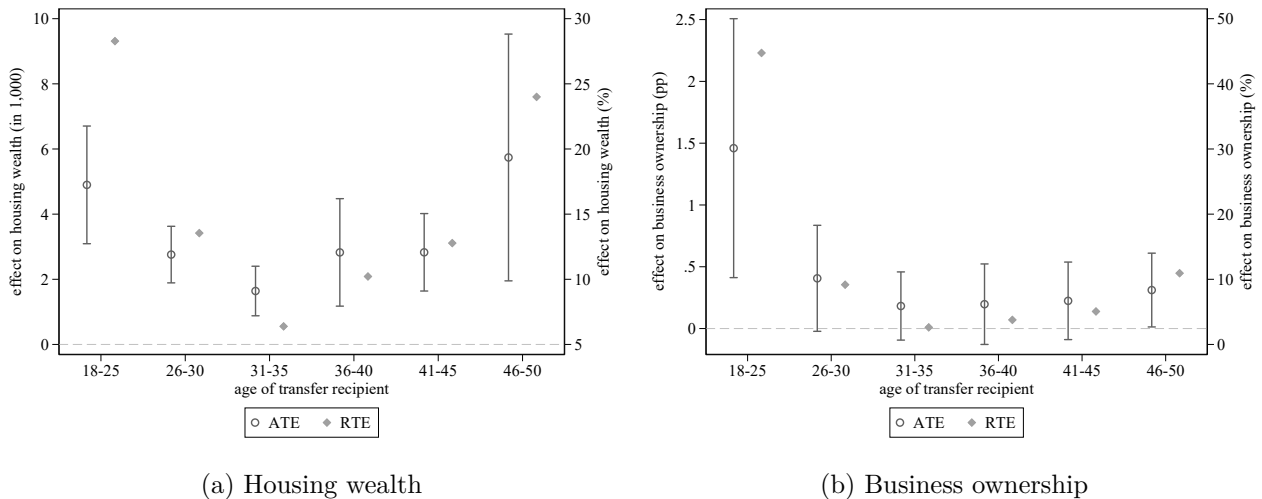 effect on housing wealth (in 1,000)
10
8
6
4
2
0
30
25
20
15
10
5
effect on housing wealth (%)
18-25 26-30 31-35 36-40 41-45 46-50
age of transfer recipient
ATE RTE
(a) Housing wealth
effect on business ownership (pp)
2.5
2
1.5
1
.5
0
50
40
30
20
10
0
effect on business ownership (%)
18-25 26-30 31-35 36-40 41-45 46-50
age of transfer recipient
ATE RTE
(b) Business ownership